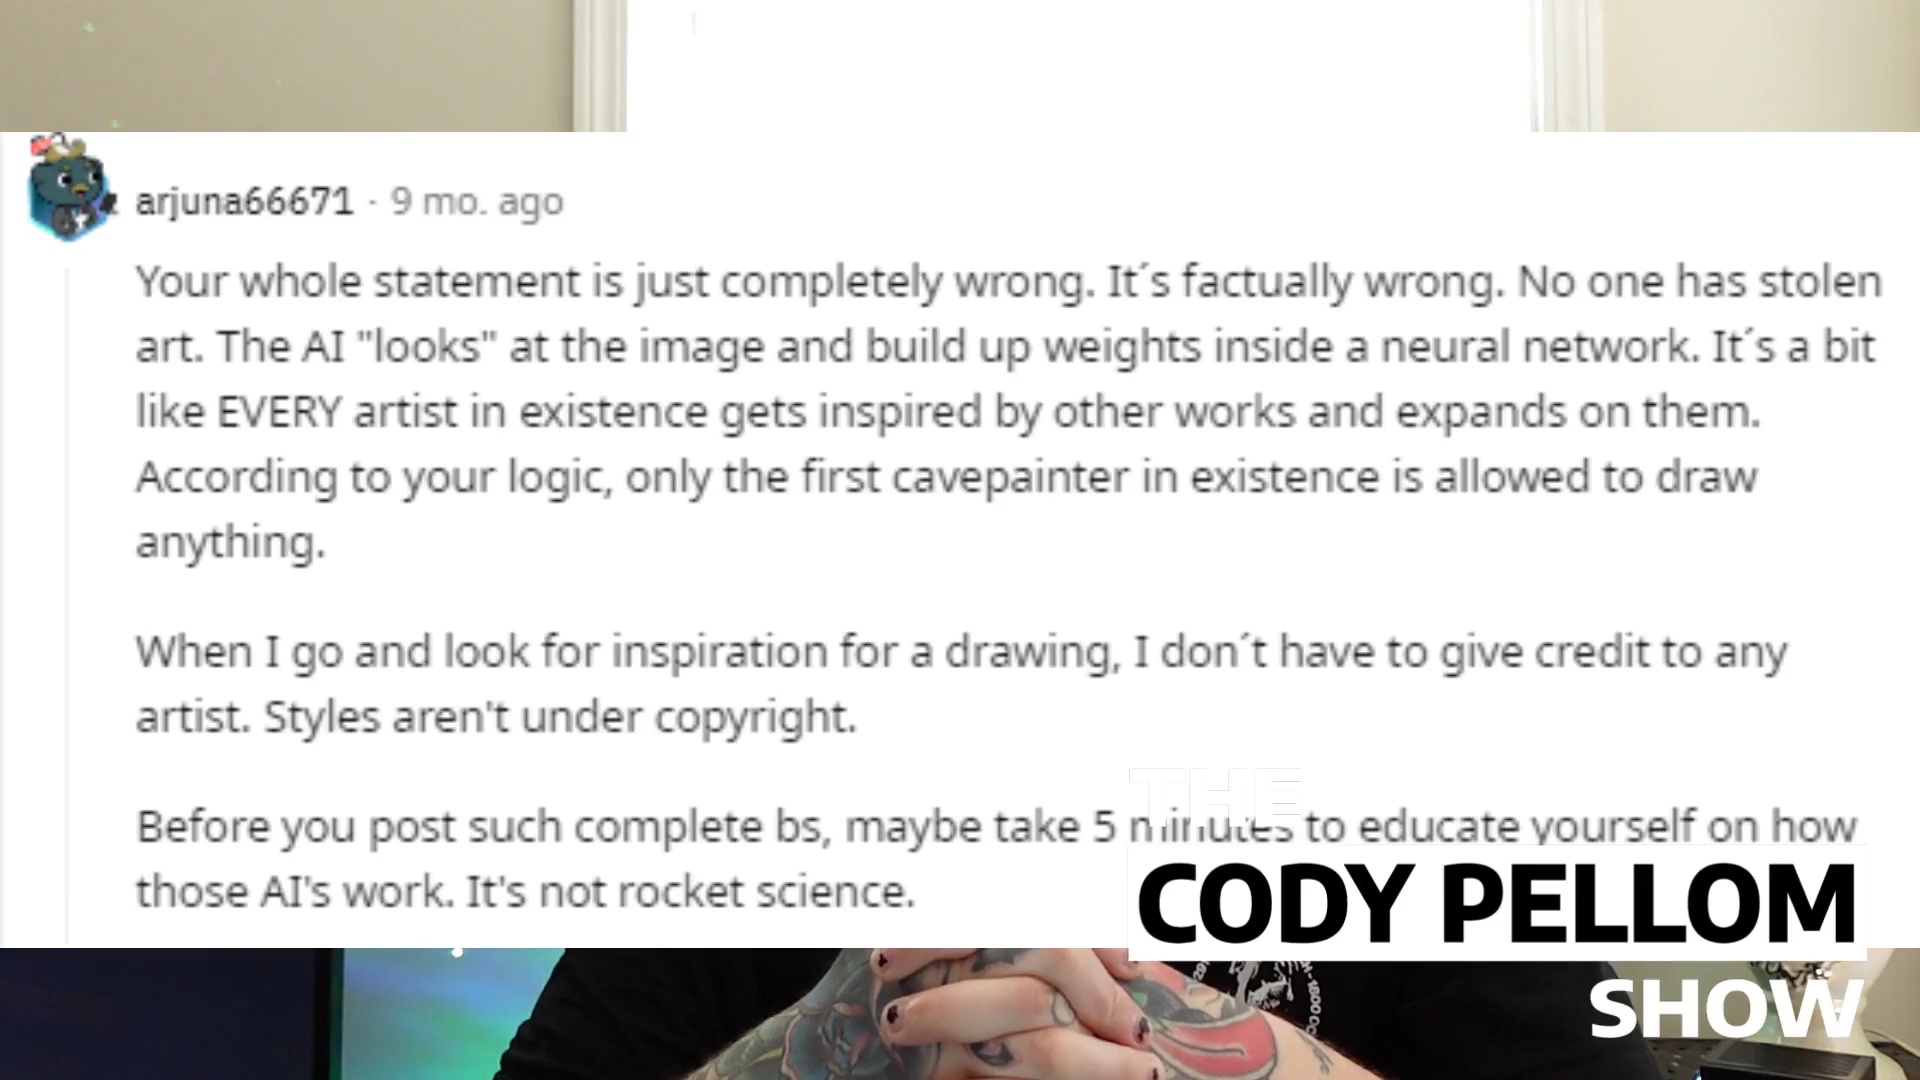 arjuna66671 · 9 mo. ago
Your whole statement is just completely wrong. It´s factually wrong. No one has stolen
art. The AI "looks" at the image and build up weights inside a neural network. It´s a bit
like EVERY artist in existence gets inspired by other works and expands on them.
According to your logic, only the first cavepainter in existence is allowed to draw
anything.
When I go and look for inspiration for a drawing, I don´t have to give credit to any
artist. Styles aren't under copyright.
Before you post such complete bs, maybe take 5 minutes to educate yourself on how
those AI's work. It's not rocket science.
THE
CODY PELLOM
SHOW